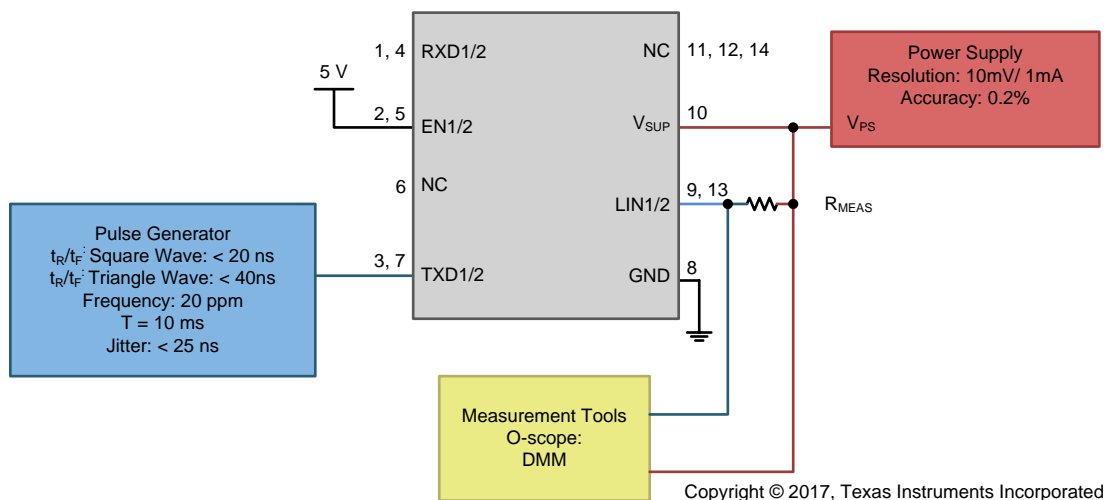 1, 4 RXD1/2
NC 11, 12, 14
Power Supply
Resolution: 10mV/ 1mA
Accuracy: 0.2%
5 V
2, 5 EN1/2
VSUP 10
VPS
6 NC
9, 13
LIN1/2
RMEAS
Pulse Generator
tR/tF: Square Wave: < 20 ns
tR/tF: Triangle Wave: < 40ns
Frequency: 20 ppm
T = 10 ms
Jitter: < 25 ns
3, 7 TXD1/2
GND 8
Measurement Tools
O-scope:
DMM
Copyright © 2017, Texas Instruments Incorporated